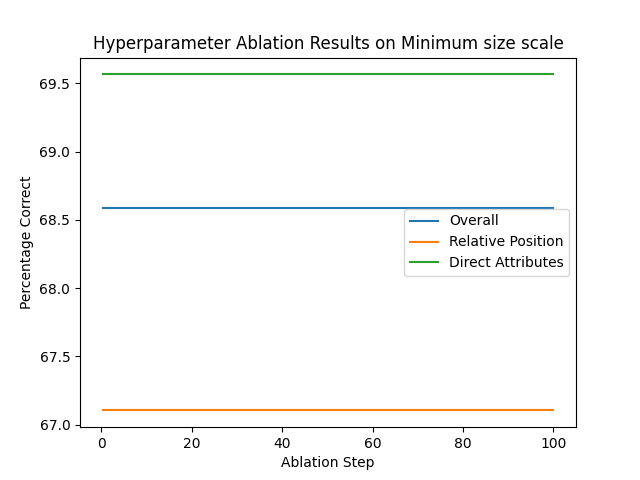 Hyperparameter Ablation Results on Minimum size scale
69.5
69.0
68.5
68.0
67.5
67.0
Percentage Correct
Overall
Relative Position
Direct Attributes
0 20 40 60 80 100
Ablation Step